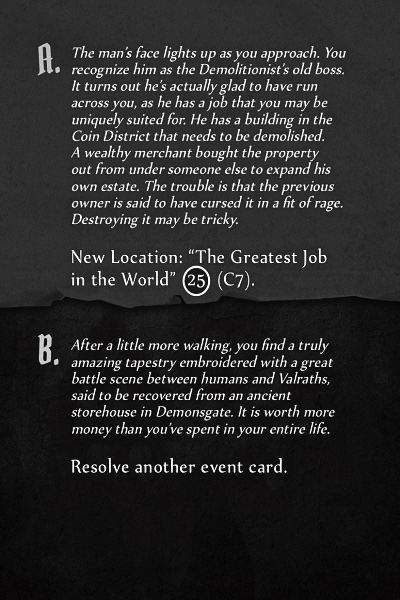 A. The man's face lights up as you approach. You
recognize him as the Demolitionist's old boss.
It turns out he's actually glad to have run
across you, as he has a job that you may be
uniquely suited for. He has a building in the
Coin District that needs to be demolished.
A wealthy merchant bought the property
out from under someone else to expand his
own estate. The trouble is that the previous
owner is said to have cursed it in a fit of rage.
Destroying it may be tricky.
New Location: “The Greatest Job
in the World” 25 (C7).
B. After a little more walking, you find a truly
amazing tapestry embroidered with a great
battle scene between humans and Valraths,
said to be recovered from an ancient
storehouse in Demonsgate. It is worth more
money than you've spent in your entire life.
Resolve another event card.